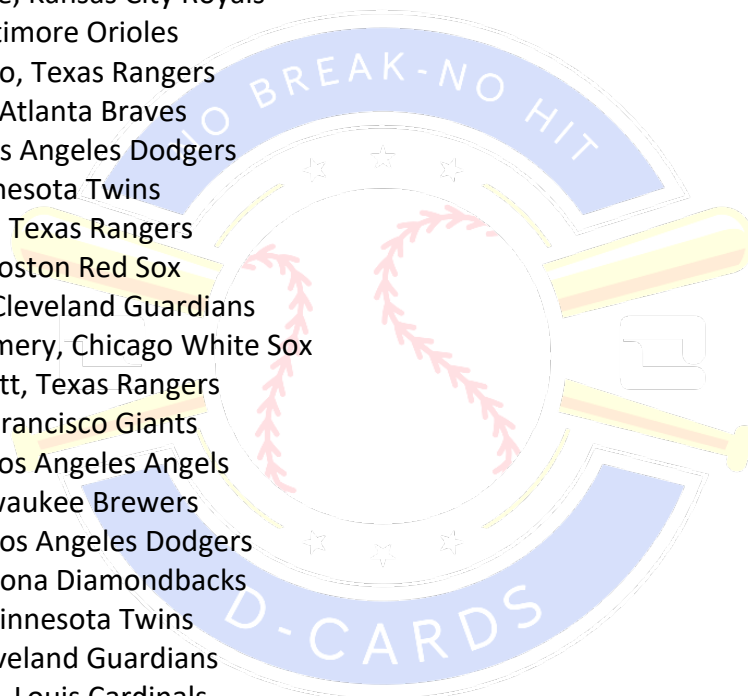 Kansas City Royals
timore Orioles
o, Texas Rangers
Atlanta Braves
s Angeles Dodgers
nesota Twins
Texas Rangers
oston Red Sox
Cleveland Guardians
mery, Chicago White Sox
tt, Texas Rangers
rancisco Giants
os Angeles Angels
waukee Brewers
os Angeles Dodgers
ona Diamondbacks
innesota Twins
veland Guardians
Louis Cardinals
NO BREAK-NO HIT
D-CARDS